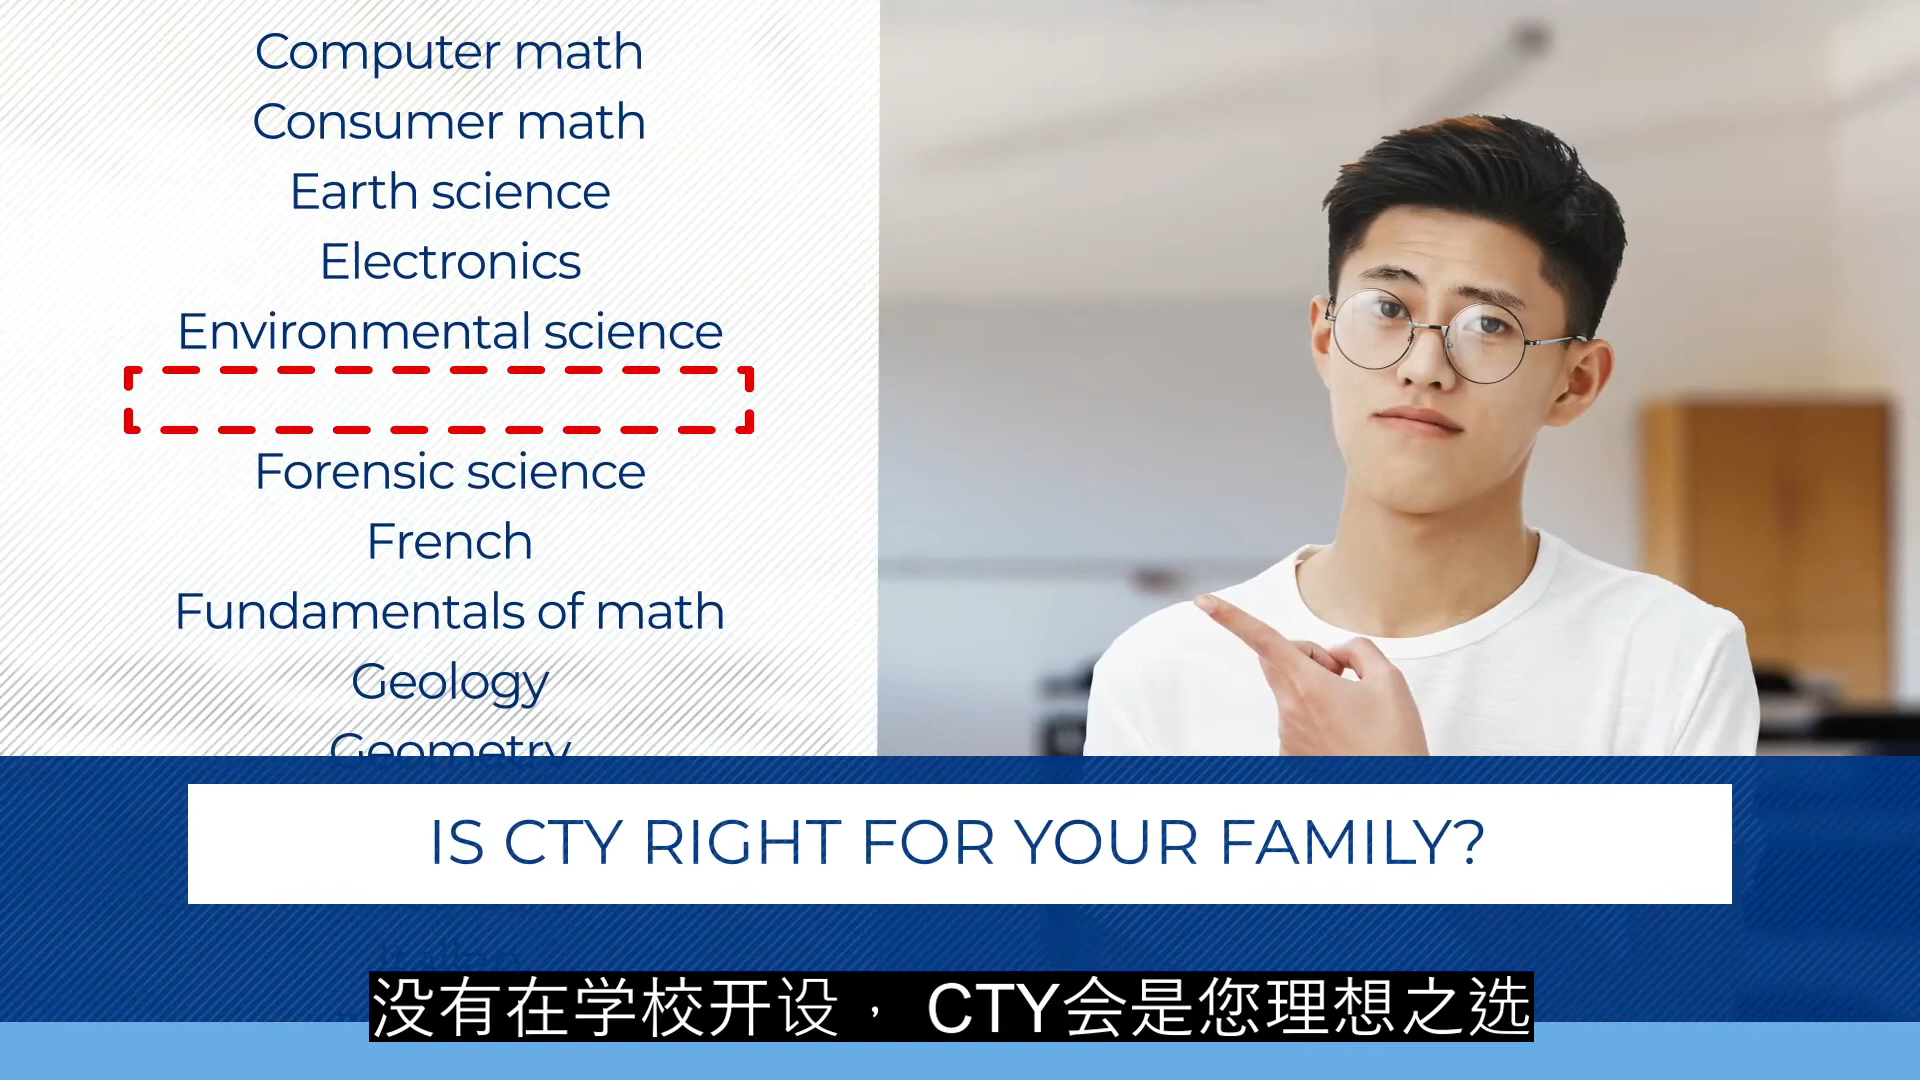 Computer math
Consumer math
Earth science
Electronics
Environmental science
Forensic science
French
Fundamentals of math
Geology
Geometry
IS CTY RIGHT FOR YOUR FAMILY?
没有在学校开设，CTY会是您理想之选